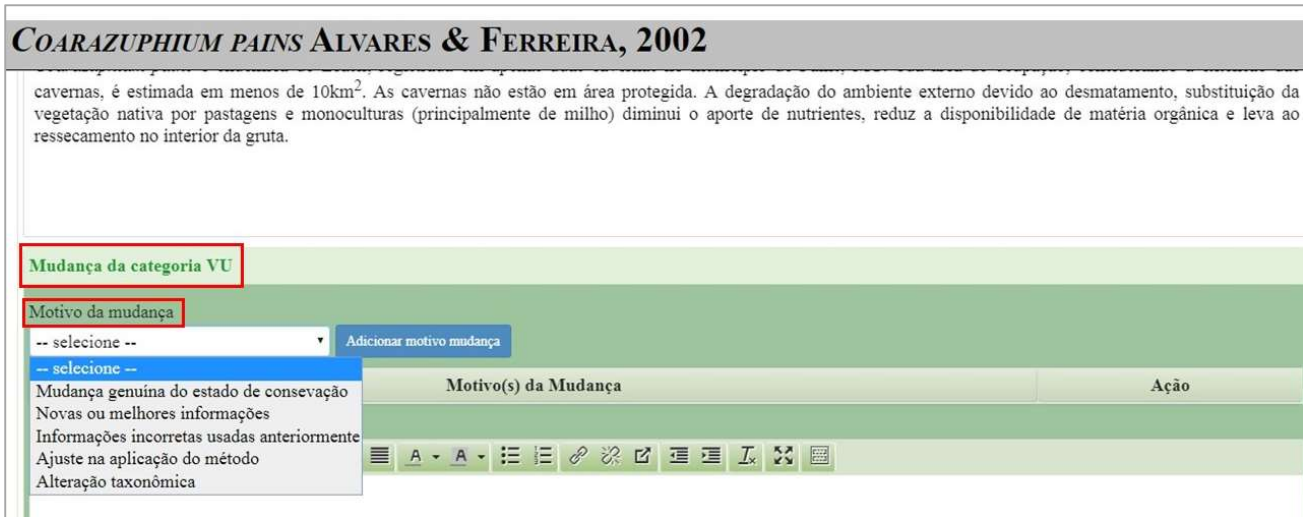 COARAZUPHIUM PAINS ALVARES & FERREIRA, 2002
cavernas, é estimada em menos de 10km2. As cavernas não estão em área protegida. A degradação do ambiente externo devido ao desmatamento, substituição da
vegetação nativa por pastagens e monoculturas (principalmente de milho) diminui o aporte de nutrientes, reduz a disponibilidade de matéria orgânica e leva ao
ressecamento no interior da gruta.
Mudança da categoria VU
Motivo da mudança
-- selecione -- Adicionar motivo mudança
-- selecione --
Mudança genuína do estado de consevação Motivo(s) da Mudança Ação
Novas ou melhores informações
Informações incorretas usadas anteriormente
Ajuste na aplicação do método
Alteração taxonômica